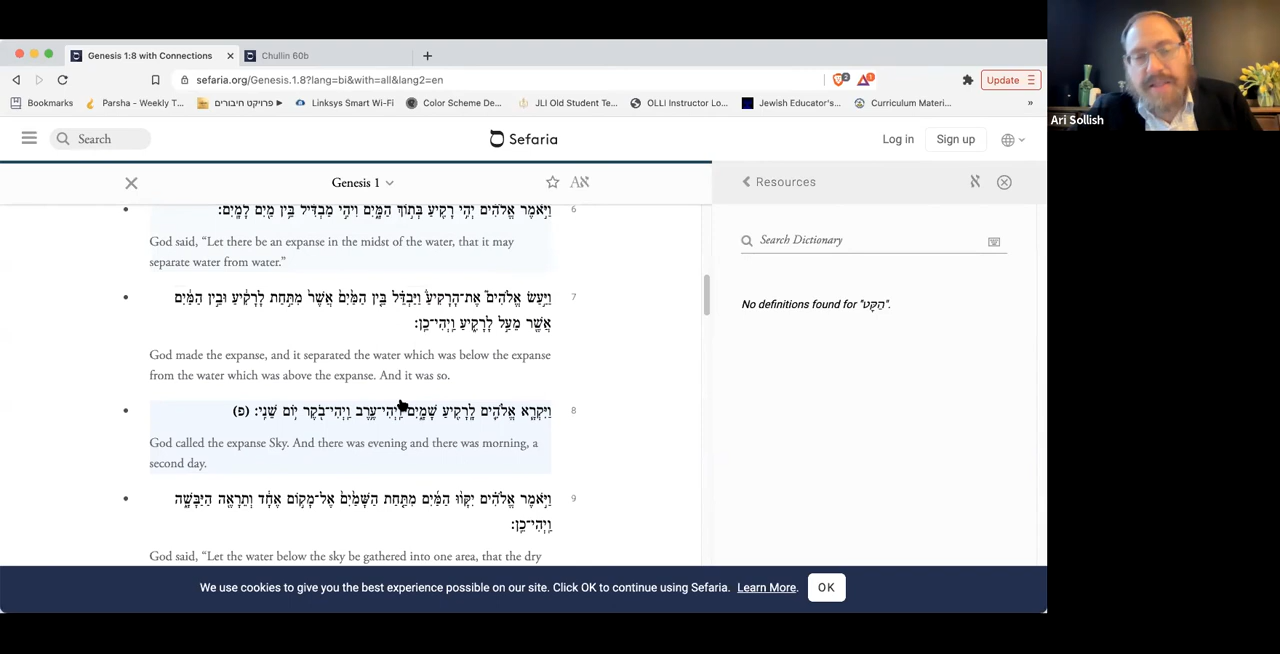 Genesis 1:8 with Connections
Chullin 60b
sefaria.org/Genesis.1.8?lang=bi&with=all&lang2=en
2
1
Update
Bookmarks
Parsha - Weekly T...
פרויקט חיבורים
Linksys Smart Wi-Fi
Color Scheme De...
JLI Old Student Te...
OLLI Instructor Lo...
Jewish Educator's...
Curriculum Materi...
»
Search
Sefaria
Log in
Sign up
Genesis 1
Resources
Search Dictionary
No definitions found for "הַקָּט".
6
וַיֹּ֣אמֶר אֱלֹהִ֔ים יְהִ֥י רָקִ֖יעַ בְּת֣וֹךְ הַמָּ֑יִם וִיהִ֣י מַבְדִּ֔יל בֵּ֥ין מַ֖יִם לָמָֽיִם׃
God said, “Let there be an expanse in the midst of the water, that it may
separate water from water.”
7
וַיַּ֣עַשׂ אֱלֹהִים֮ אֶת־הָרָקִ֒יעַ֒ וַיַּבְדֵּ֗ל בֵּ֤ין הַמַּ֙יִם֙ אֲשֶׁר֙ מִתַּ֣חַת לָרָקִ֔יעַ וּבֵ֣ין הַמַּ֔יִם
אֲשֶׁ֖ר מֵעַ֣ל לָרָקִ֑יעַ וַֽיְהִי־כֵֽן׃
God made the expanse, and it separated the water which was below the expanse
from the water which was above the expanse. And it was so.
8
וַיִּקְרָ֧א אֱלֹהִ֛ים לָֽרָקִ֖יעַ שָׁמָ֑יִם וַֽיְהִי־עֶ֥רֶב וַֽיְהִי־בֹ֖קֶר י֥וֹם שֵׁנִֽי׃ (פ)
God called the expanse Sky. And there was evening and there was morning, a
second day.
9
וַיֹּ֣אמֶר אֱלֹהִ֗ים יִקָּו֨וּ הַמַּ֜יִם מִתַּ֤חַת הַשָּׁמַ֙יִם֙ אֶל־מָק֣וֹם אֶחָ֔ד וְתֵרָאֶ֖ה הַיַּבָּשָׁ֑ה
וַֽיְהִי־כֵֽן׃
God said, “Let the water below the sky be gathered into one area, that the dry
We use cookies to give you the best experience possible on our site. Click OK to continue using Sefaria. Learn More.
OK
Ari Sollish